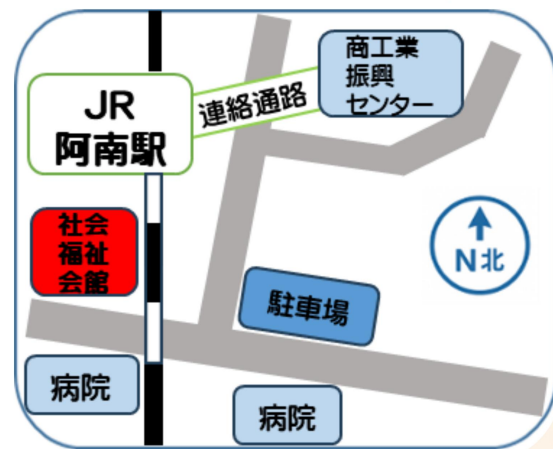 JR
阿南駅
連絡通路
商工業
振興
センター
社会
福祉
会館
N北
駐車場
病院
病院